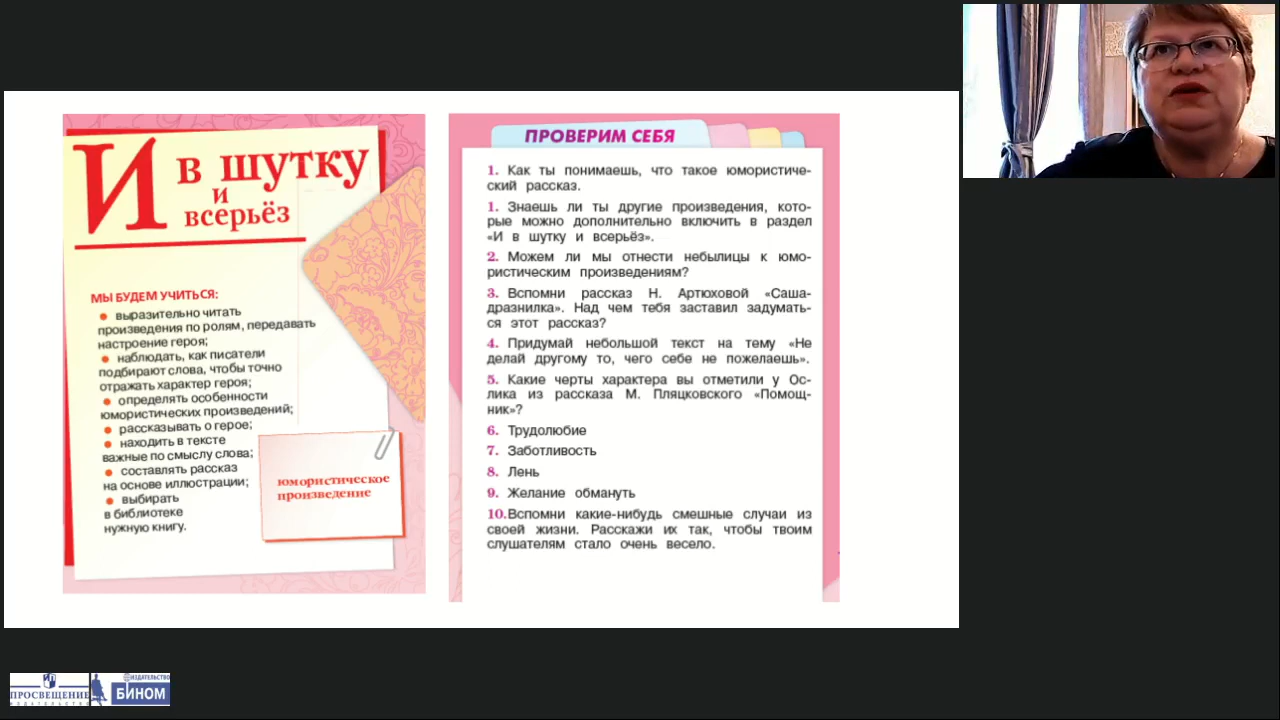 И в шутку
и
всерьёз
МЫ БУДЕМ УЧИТЬСЯ:
● выразительно читать
произведения по ролям, передавать
настроение героя;
● наблюдать, как писатели
подбирают слова, чтобы точно
отражать характер героя;
● определять особенности
юмористических произведений;
● рассказывать о герое;
● находить в тексте
важные по смыслу слова;
● составлять рассказ
на основе иллюстрации;
● выбирать
в библиотеке
нужную книгу.
юмористическое
произведение
ПРОВЕРИМ СЕБЯ
1. Как ты понимаешь, что такое юмористиче-
ский рассказ.
1. Знаешь ли ты другие произведения, кото-
рые можно дополнительно включить в раздел
«И в шутку и всерьёз».
2. Можем ли мы отнести небылицы к юмо-
ристическим произведениям?
3. Вспомни рассказ Н. Артюховой «Саша-
дразнилка». Над чем тебя заставил задумать-
ся этот рассказ?
4. Придумай небольшой текст на тему «Не
делай другому то, чего себе не пожелаешь».
5. Какие черты характера вы отметили у Ос-
лика из рассказа М. Пляцковского «Помощ-
ник»?
6. Трудолюбие
7. Заботливость
8. Лень
9. Желание обмануть
10.Вспомни какие-нибудь смешные случаи из
своей жизни. Расскажи их так, чтобы твоим
слушателям стало очень весело.
ПРОСВЕЩЕНИЕ
ИЗДАТЕЛЬСТВО
ИЗДАТЕЛЬСТВО
БИНОМ